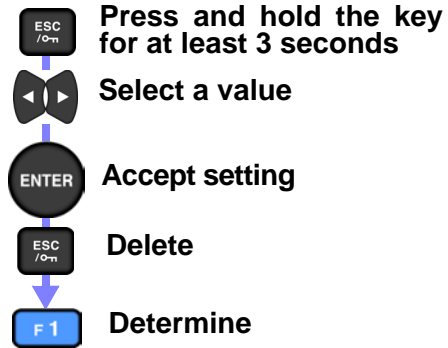 ESC
/
Press and hold the key
for at least 3 seconds
Select a value
ENTER
Accept setting
ESC
/
Delete
F1
Determine